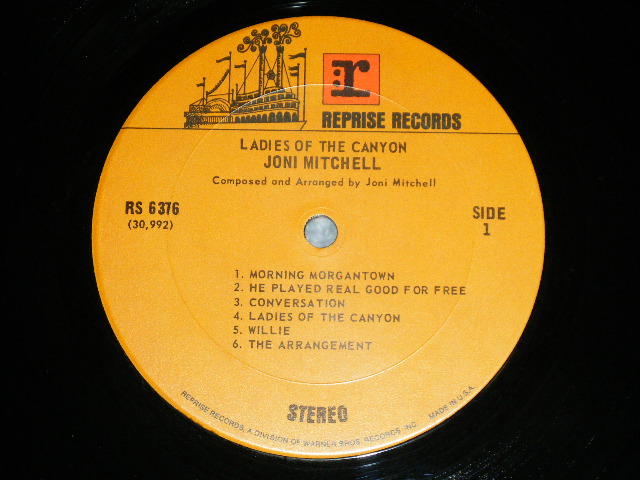 r:
REPRISE RECORDS
LADIES OF THE CANYON
JONI MITCHELL
Composed and Arranged by Joni Mitchell
RS 6376
(30,992)
SIDE
1
1. MORNING MORGANTOWN
2. HE PLAYED REAL GOOD FOR FREE
3. CONVERSATION
4. LADIES OF THE CANYON
5. WILLIE
6. THE ARRANGEMENT
STEREO
REPRISE RECORDS, A DIVISION OF WARNER BROS. RECORDS, INC. MADE IN U.S.A.